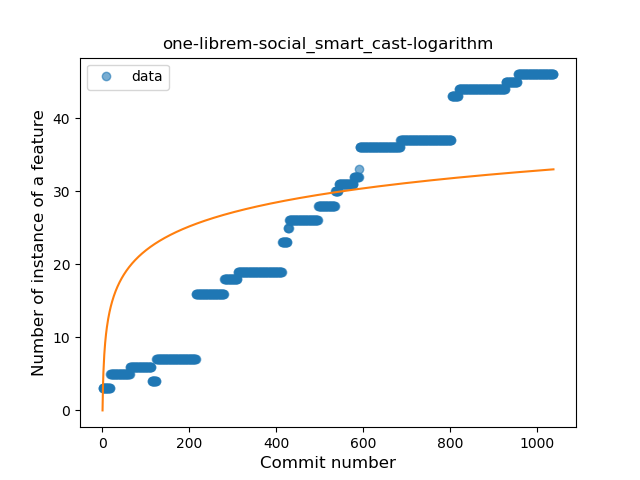 one-librem-social_smart_cast-logarithm
data
Number of instance of a feature
40
30
20
10
0
0 200 400 600 800 1000
Commit number